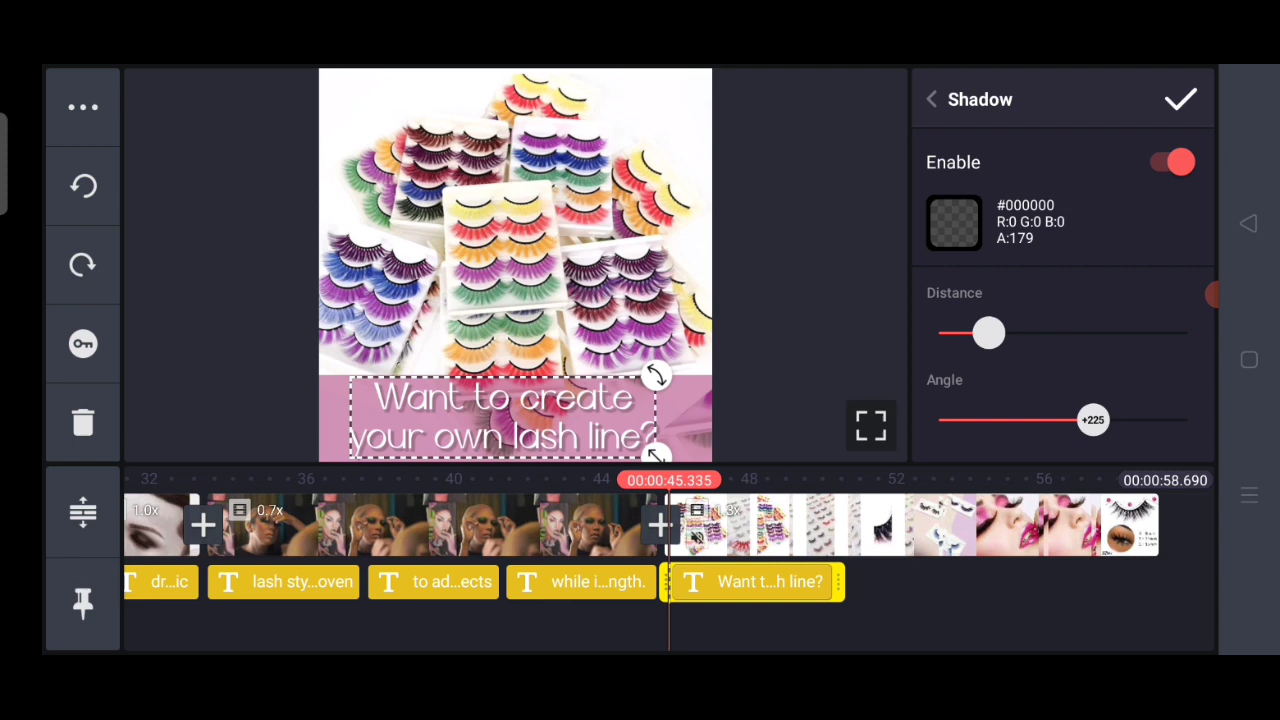 Shadow
Enable
#000000
R:0 G:0 B:0
A:179
Distance
Angle
+225
Want to create
your own lash line?
32 36 40 44 00:00:45.335 48 52 56 00:00:58.690
1.0x 0.7x 1.3x
dr...ic lash sty...oven to ad...ects while i...ngth. Want t...h line?